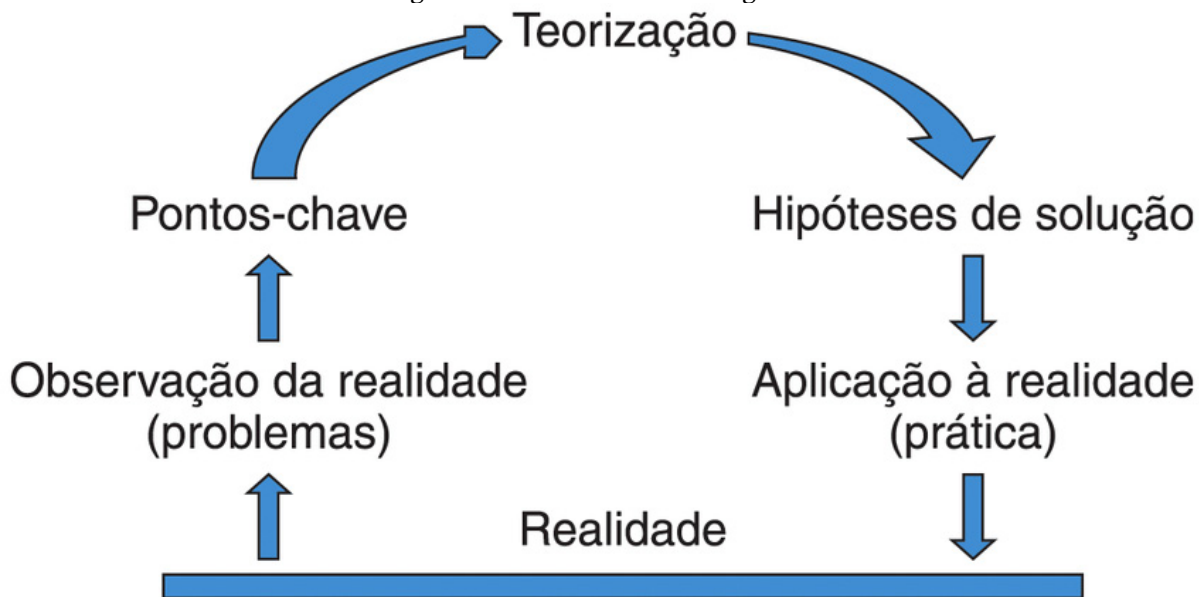 Teorização
Pontos-chave
Hipóteses de solução
Observação da realidade
(problemas)
Aplicação à realidade
(prática)
Realidade